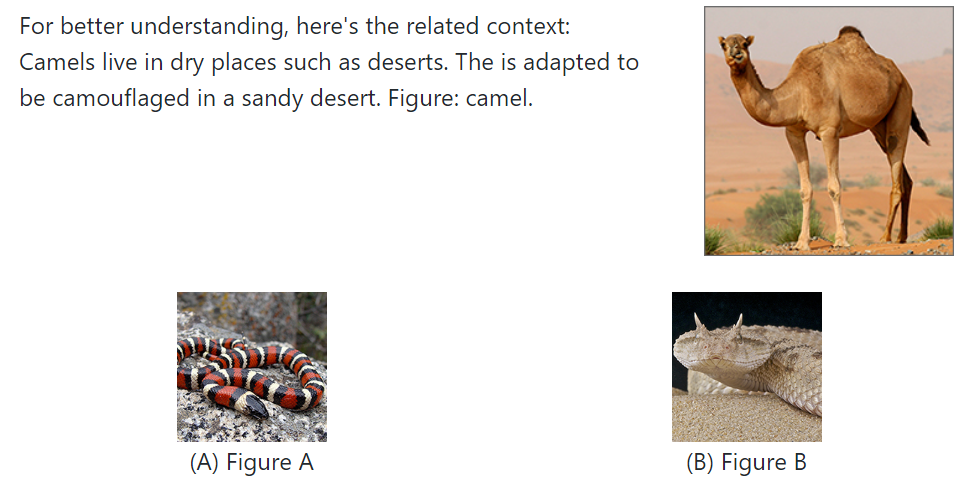 For better understanding, here's the related context:
Camels live in dry places such as deserts. The is adapted to
be camouflaged in a sandy desert. Figure: camel.
(A) Figure A
(B) Figure B